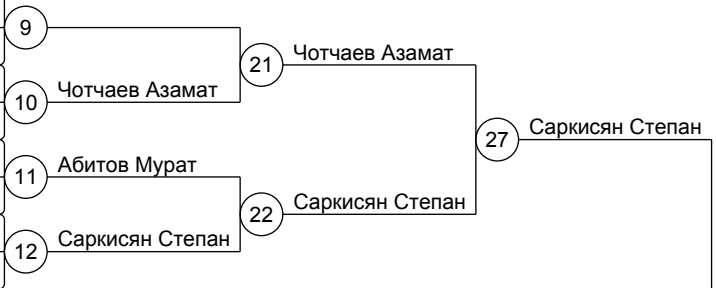 9
21 Чотчаев Азамат
10 Чотчаев Азамат
27 Саркисян Степан
11 Абитов Мурат
22 Саркисян Степан
12 Саркисян Степан